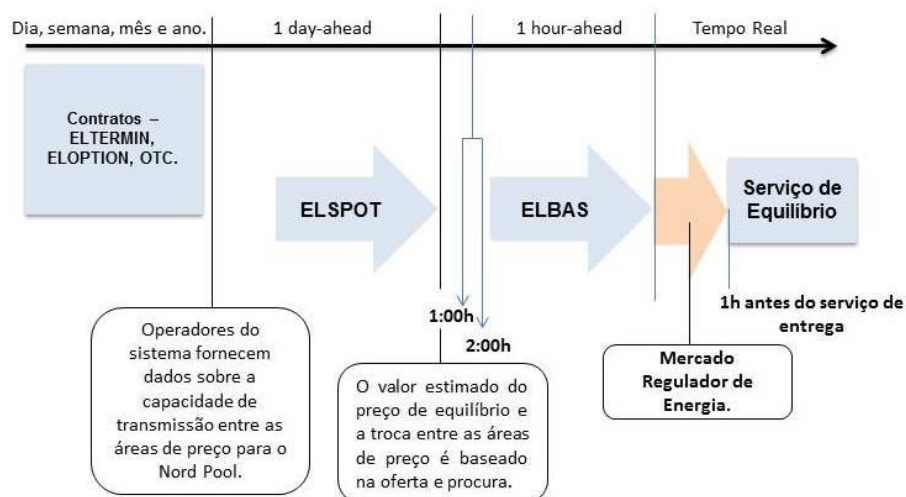 Dia, semana, mês e ano.
1 day-ahead
1 hour-ahead
Tempo Real
Contratos –
ELTERMIN,
ELOPTION, OTC.
ELSPOT
ELBAS
Serviço de
Equilíbrio
1:00h
2:00h
1h antes do serviço de
entrega
Operadores do
sistema fornecem
dados sobre a
capacidade de
transmissão entre as
áreas de preço para o
Nord Pool.
O valor estimado do
preço de equilíbrio e
a troca entre as áreas
de preço é baseado
na oferta e procura.
Mercado
Regulador de
Energia.